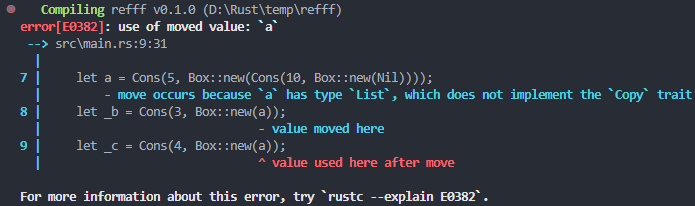 Compiling refff v0.1.0 (D:\Rust\temp\refff)
error[E0382]: use of moved value: `a`
 --> src\main.rs:9:31
  |
7 |     let a = Cons(5, Box::new(Cons(10, Box::new(Nil))));
  |         - move occurs because `a` has type `List`, which does not implement the `Copy` trait
8 |     let _b = Cons(3, Box::new(a));
  |                               - value moved here
9 |     let _c = Cons(4, Box::new(a));
  |                               ^ value used here after move

For more information about this error, try `rustc --explain E0382`.